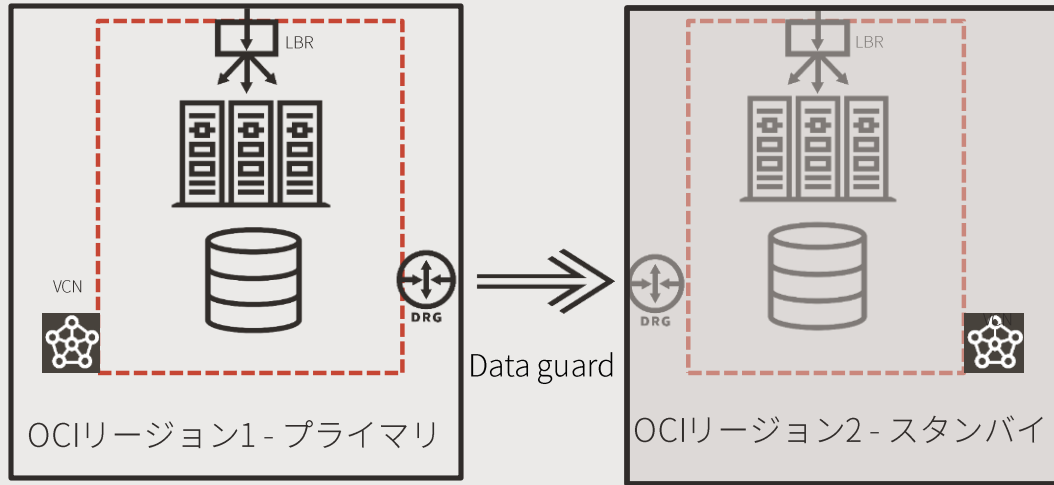 LBR
LBR
VCN
VCN
DRG
DRG
Data guard
OCIリージョン1 - プライマリ
OCIリージョン2 - スタンバイ